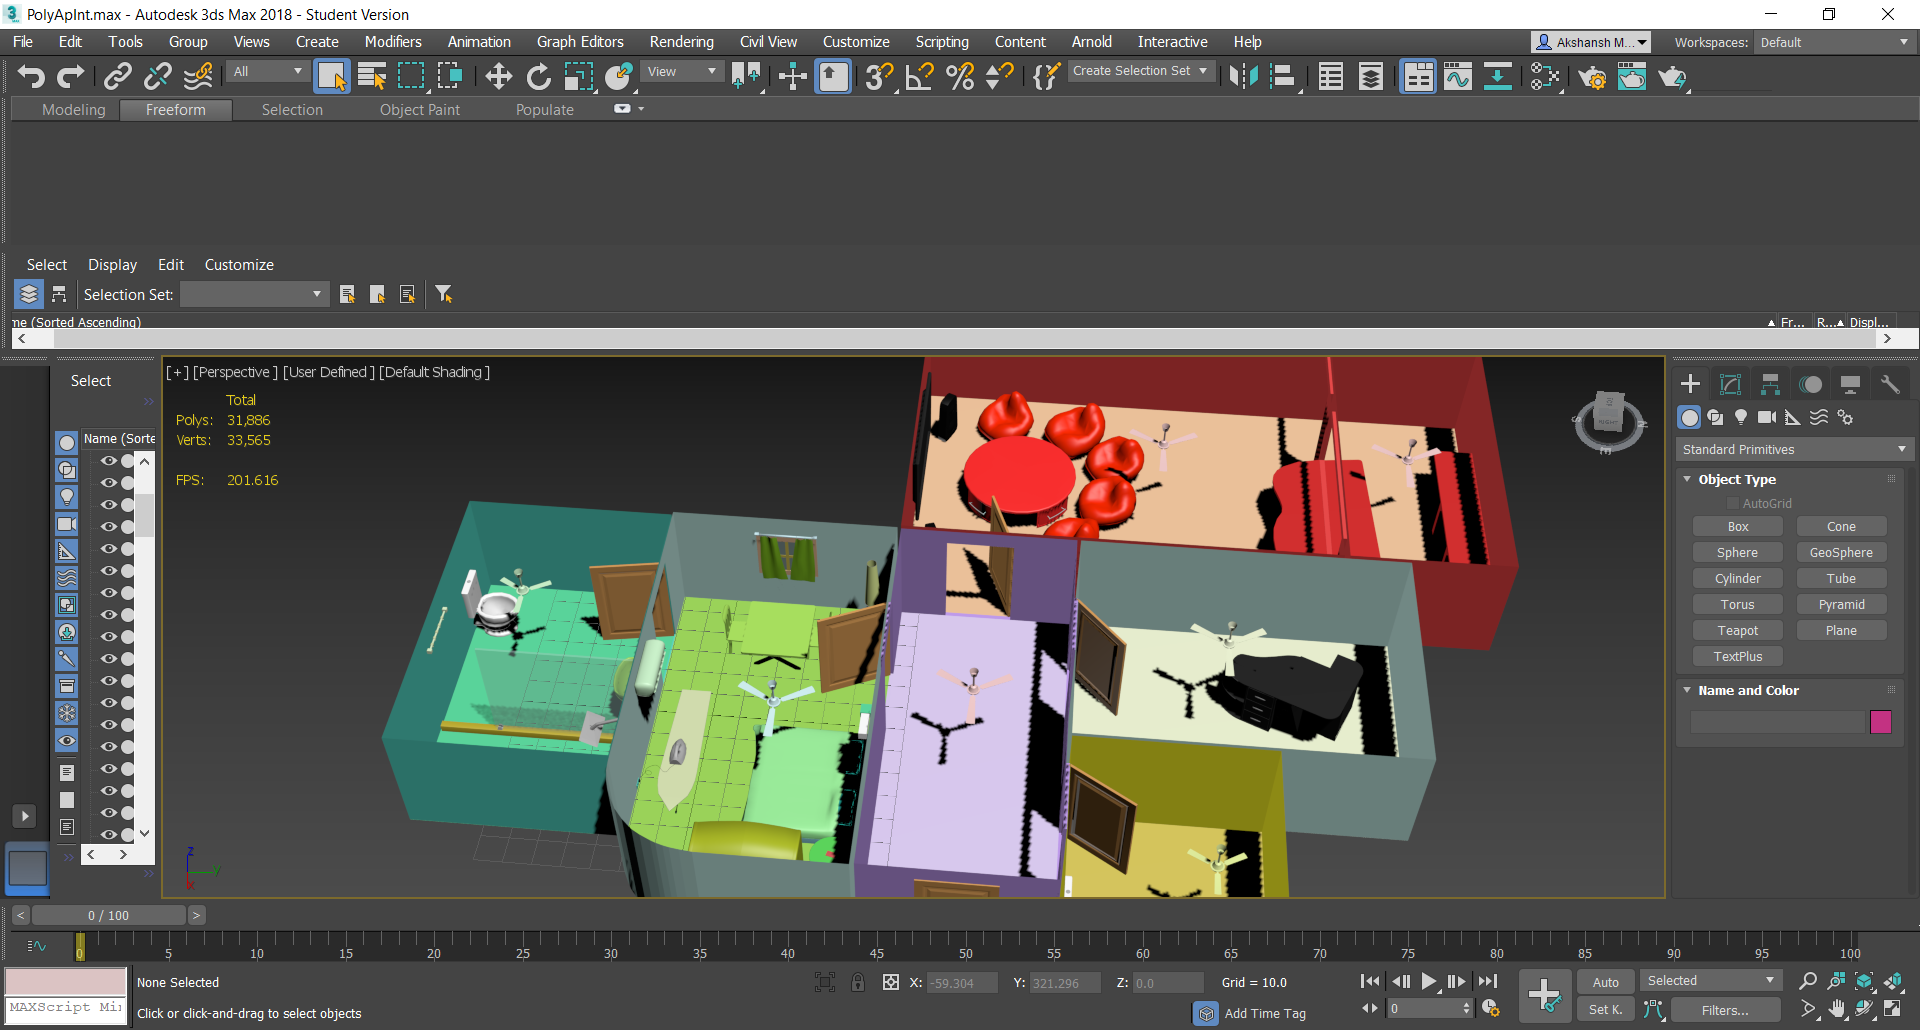 PolyApInt.max - Autodesk 3ds Max 2018 - Student Version
File Edit Tools Group Views Create Modifiers Animation Graph Editors Rendering Civil View Customize Scripting Content Arnold Interactive Help Akshansh M... Workspaces: Default
All View Create Selection Set
Modeling Freeform Selection Object Paint Populate
Select Display Edit Customize
Selection Set:
me (Sorted Ascending) Fr... R... Displ...
Select
Name (Sorte
[+] [Perspective ] [User Defined ] [Default Shading ]
Total
Polys: 31,886
Verts: 33,565
FPS: 201.616
Standard Primitives
Object Type
AutoGrid
Box Cone
Sphere GeoSphere
Cylinder Tube
Torus Pyramid
Teapot Plane
TextPlus
Name and Color
z
y
x
< 0 / 100 >
0 5 10 15 20 25 30 35 40 45 50 55 60 65 70 75 80 85 90 95 100
None Selected X: -59.304 Y: 321.296 Z: 0.0 Grid = 10.0 Auto Selected
MAXScript Mi
Click or click-and-drag to select objects Add Time Tag 0 Set K. Filters...